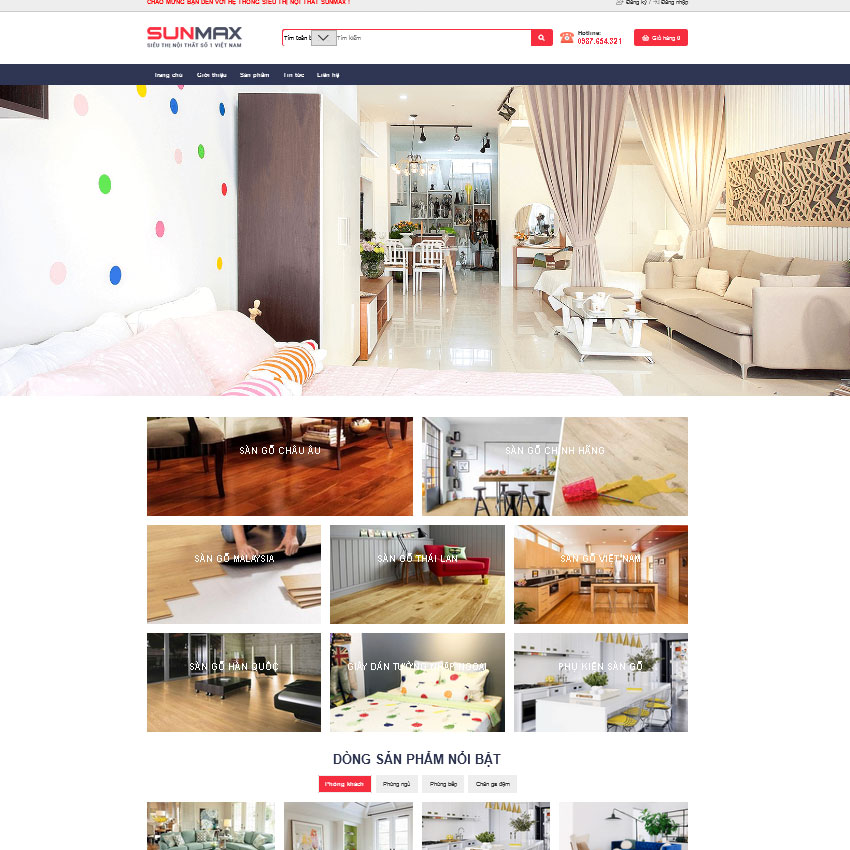 CHÀO MỪNG BẠN ĐẾN VỚI HỆ THỐNG SIÊU THỊ NỘI THẤT SUNMAX !
Đăng ký / Đăng nhập
SUNMAX
SIÊU THỊ NỘI THẤT SỐ 1 VIỆT NAM
Tìm toàn b
Tìm kiếm
Hotline:
0967.654.321
Giỏ hàng 0
Trang chủ
Giới thiệu
Sản phẩm
Tin tức
Liên hệ
SÀN GỖ CHÂU ÂU
SÀN GỖ CHÍNH HÃNG
SÀN GỖ MALAYSIA
SÀN GỖ THÁI LAN
SÀN GỖ VIỆT NAM
SÀN GỖ HÀN QUỐC
GIẤY DÁN TƯỜNG NHẬP NGOẠI
PHỤ KIỆN SÀN GỖ
DÒNG SẢN PHẨM NỔI BẬT
Phòng khách
Phòng ngủ
Phòng bếp
Chăn ga đệm